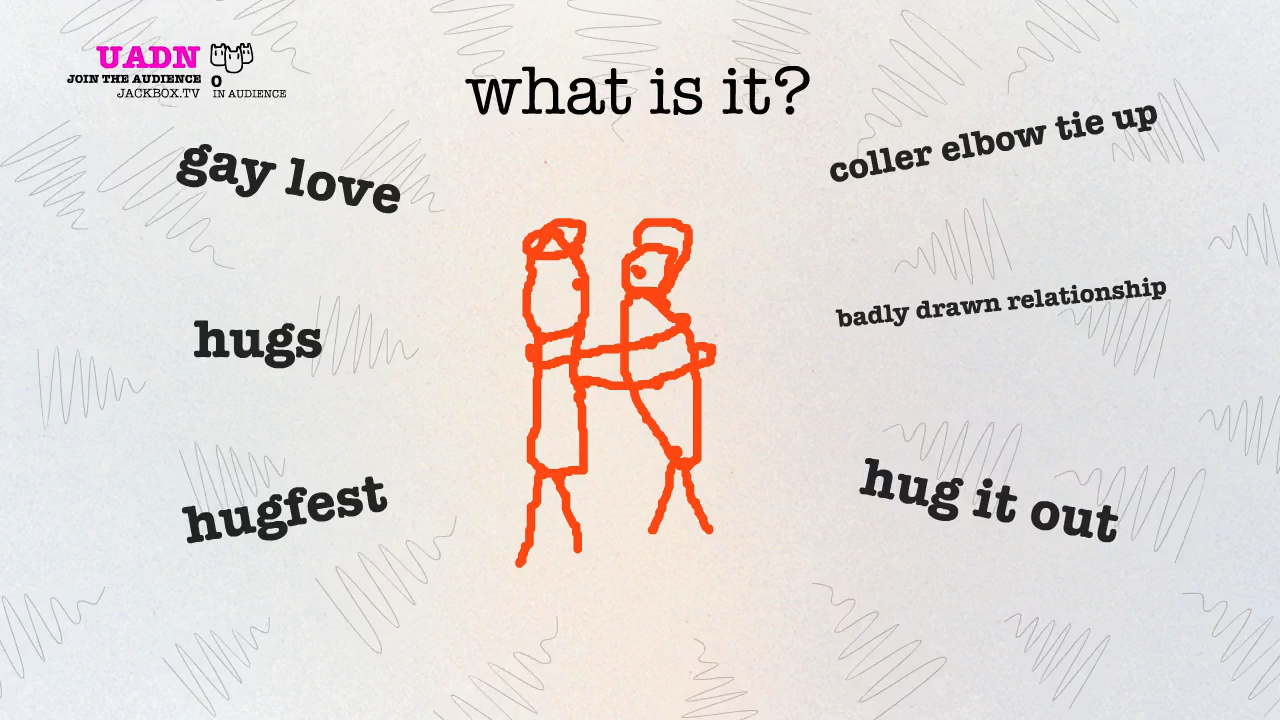 UADN
JOIN THE AUDIENCE
JACKBOX.TV
0
IN AUDIENCE
what is it?
gay love
coller elbow tie up
hugs
badly drawn relationship
hugfest
hug it out